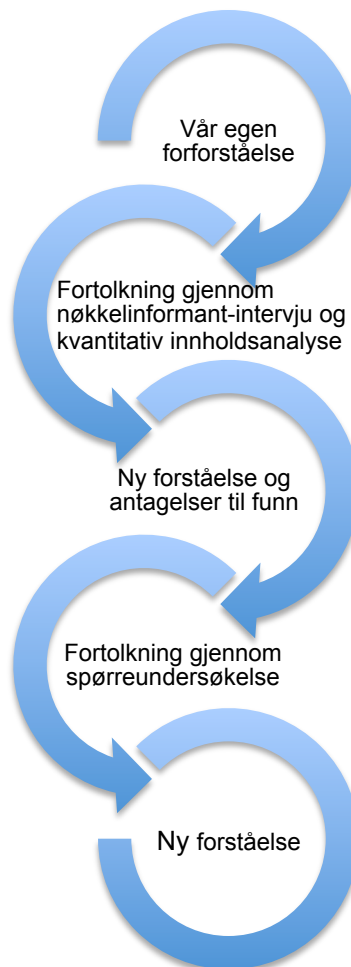 Vår egen
forforståelse
Fortolkning gjennom
nøkkelinformant-intervju og
kvantitativ innholdsanalyse
Ny forståelse og
antagelser til funn
Fortolkning gjennom
spørreundersøkelse
Ny forståelse